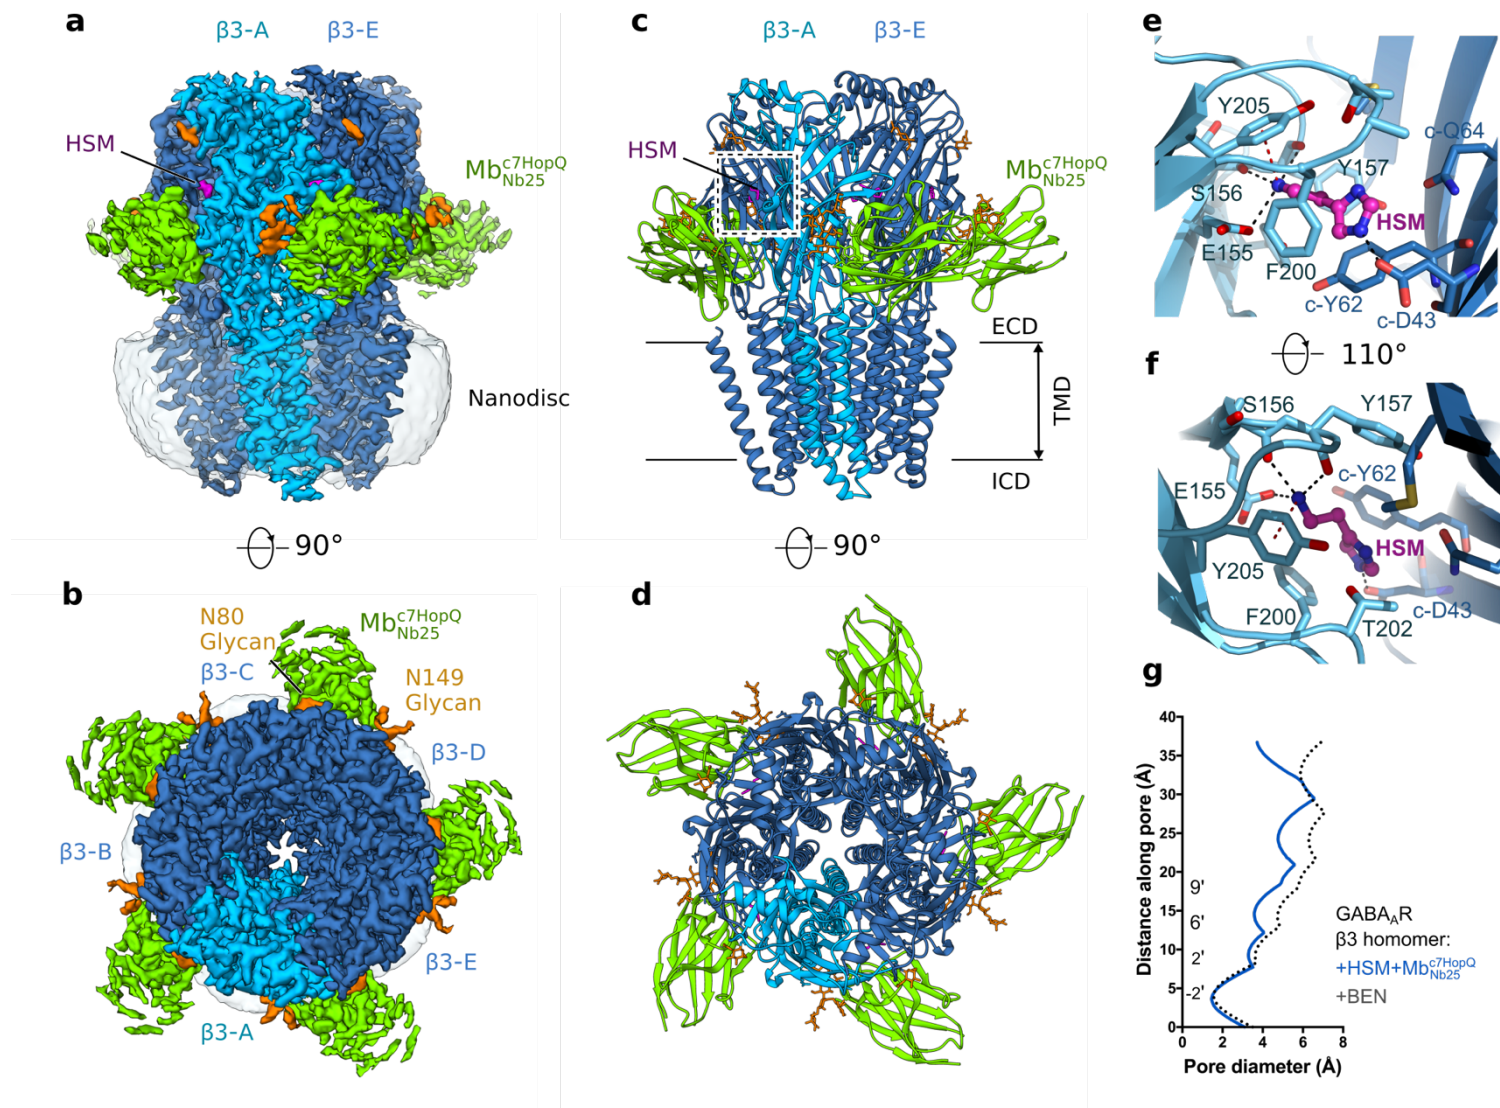 a
β3-A
β3-E
HSM
Mb c7HopQ Nb25
Nanodisc
90°
b
N80
Glycan
Mb c7HopQ Nb25
β3-C
N149
Glycan
β3-D
β3-B
β3-E
β3-A
c
β3-A
β3-E
HSM
Mb c7HopQ Nb25
ECD
TMD
ICD
90°
d
e
Y205
c-Q64
Y157
S156
HSM
E155
F200
c-Y62
c-D43
110°
f
S156
Y157
c-Y62
E155
HSM
Y205
F200
c-D43
T202
g
Distance along pore (Å)
40
35
30
25
20
15
10
5
0
9'
6'
2'
-2'
0 2 4 6 8
Pore diameter (Å)
GABAAR
β3 homomer:
+HSM+Mb c7HopQ Nb25
+BEN